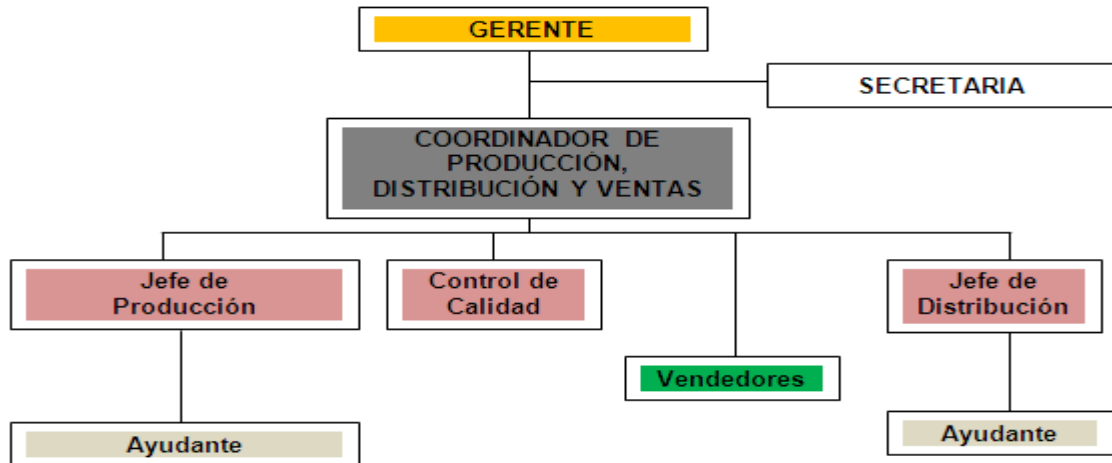 GERENTE
SECRETARIA
COORDINADOR DE
PRODUCCIÓN,
DISTRIBUCIÓN Y VENTAS
Jefe de
Producción
Control de
Calidad
Jefe de
Distribución
Vendedores
Ayudante
Ayudante